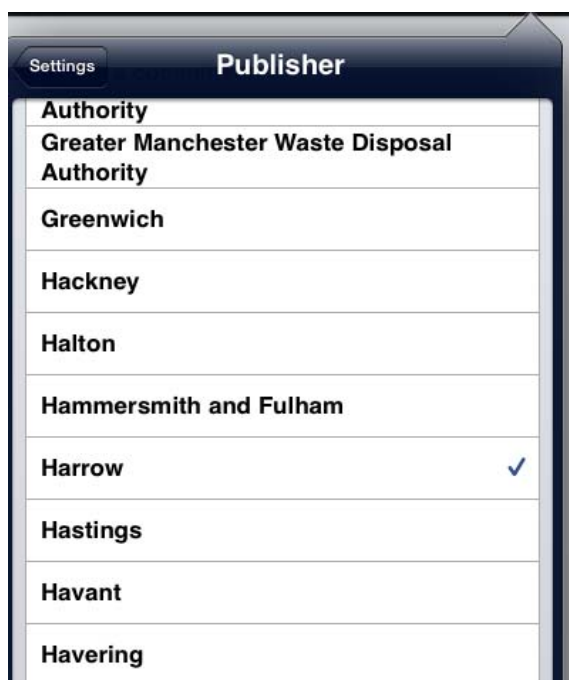 Settings
Publisher
Authority
Greater Manchester Waste Disposal
Authority
Greenwich
Hackney
Halton
Hammersmith and Fulham
Harrow
Hastings
Havant
Havering